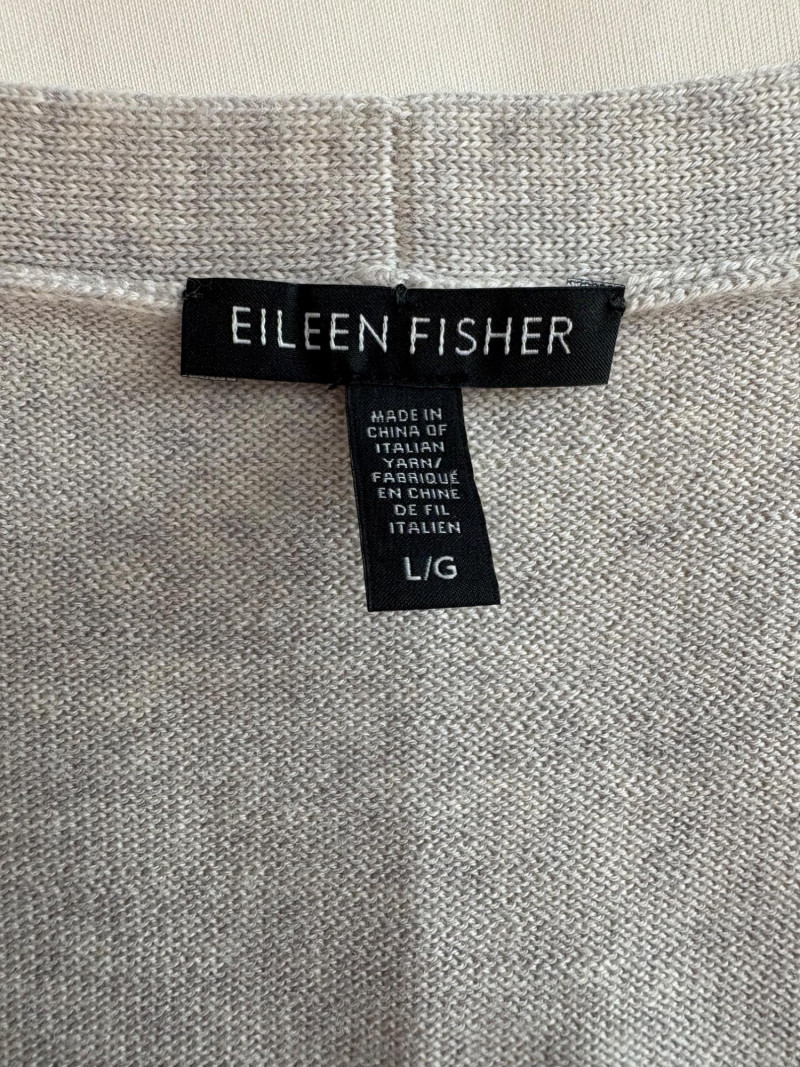 EILEEN FISHER
MADE IN
CHINA OF
ITALIAN
YARN/
FABRIQUÉ
EN CHINE
DE FIL
ITALIEN
L/G